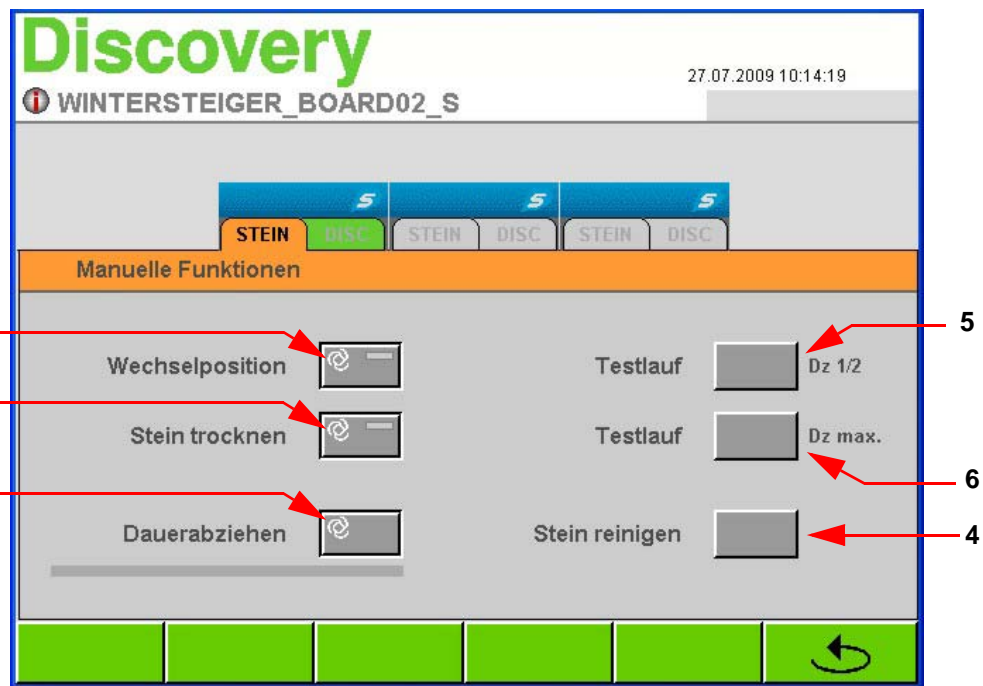 Discovery
27.07.2009 10:14:19
i WINTERSTEIGER_BOARD02_S
S S S
STEIN DISC STEIN DISC STEIN DISC
Manuelle Funktionen
5
Wechselposition Testlauf Dz 1/2
Stein trocknen Testlauf Dz max.
6
Dauerabziehen Stein reinigen 4